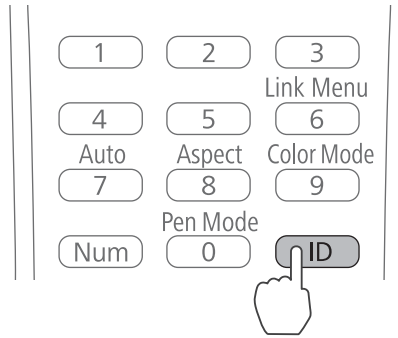 1 2 3
Link Menu
4 5 6
Auto Aspect Color Mode
7 8 9
Pen Mode
Num 0 ID